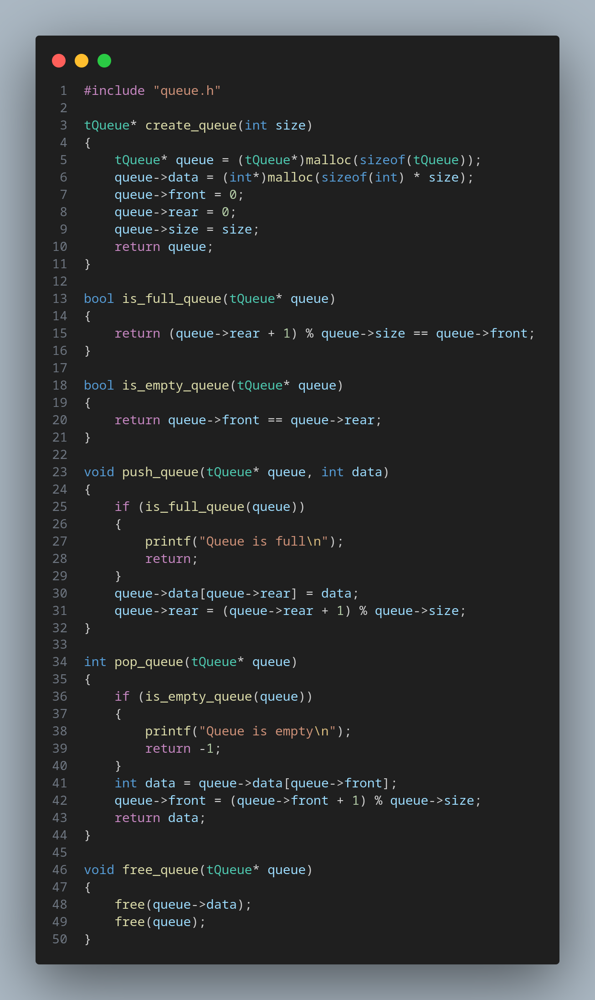 1 #include "queue.h"
2
3 tQueue* create_queue(int size)
4 {
5     tQueue* queue = (tQueue*)malloc(sizeof(tQueue));
6     queue->data = (int*)malloc(sizeof(int) * size);
7     queue->front = 0;
8     queue->rear = 0;
9     queue->size = size;
10     return queue;
11 }
12
13 bool is_full_queue(tQueue* queue)
14 {
15     return (queue->rear + 1) % queue->size == queue->front;
16 }
17
18 bool is_empty_queue(tQueue* queue)
19 {
20     return queue->front == queue->rear;
21 }
22
23 void push_queue(tQueue* queue, int data)
24 {
25     if (is_full_queue(queue))
26     {
27         printf("Queue is full\n");
28         return;
29     }
30     queue->data[queue->rear] = data;
31     queue->rear = (queue->rear + 1) % queue->size;
32 }
33
34 int pop_queue(tQueue* queue)
35 {
36     if (is_empty_queue(queue))
37     {
38         printf("Queue is empty\n");
39         return -1;
40     }
41     int data = queue->data[queue->front];
42     queue->front = (queue->front + 1) % queue->size;
43     return data;
44 }
45
46 void free_queue(tQueue* queue)
47 {
48     free(queue->data);
49     free(queue);
50 }